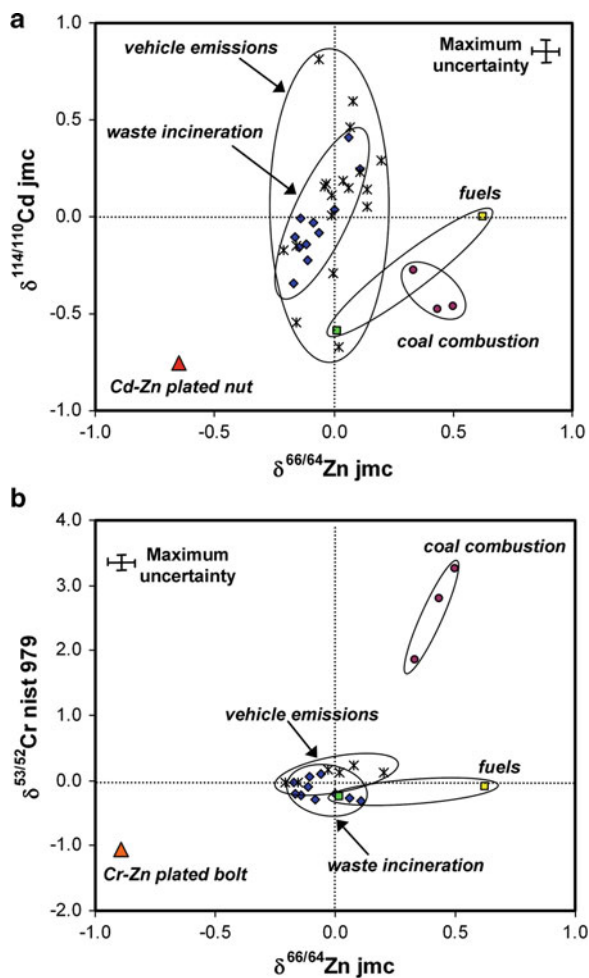 a
vehicle emissions
Maximum
uncertainty
waste incineration
fuels
coal combustion
Cd-Zn plated nut
1.0
0.5
0.0
-0.5
-1.0
δ114/110Cd jmc
-1.0 -0.5 0.0 0.5 1.0
δ66/64Zn jmc
b
Maximum
uncertainty
coal combustion
vehicle emissions
fuels
waste incineration
Cr-Zn plated bolt
4.0
3.0
2.0
1.0
0.0
-1.0
-2.0
δ53/52Cr nist 979
-1.0 -0.5 0.0 0.5 1.0
δ66/64Zn jmc